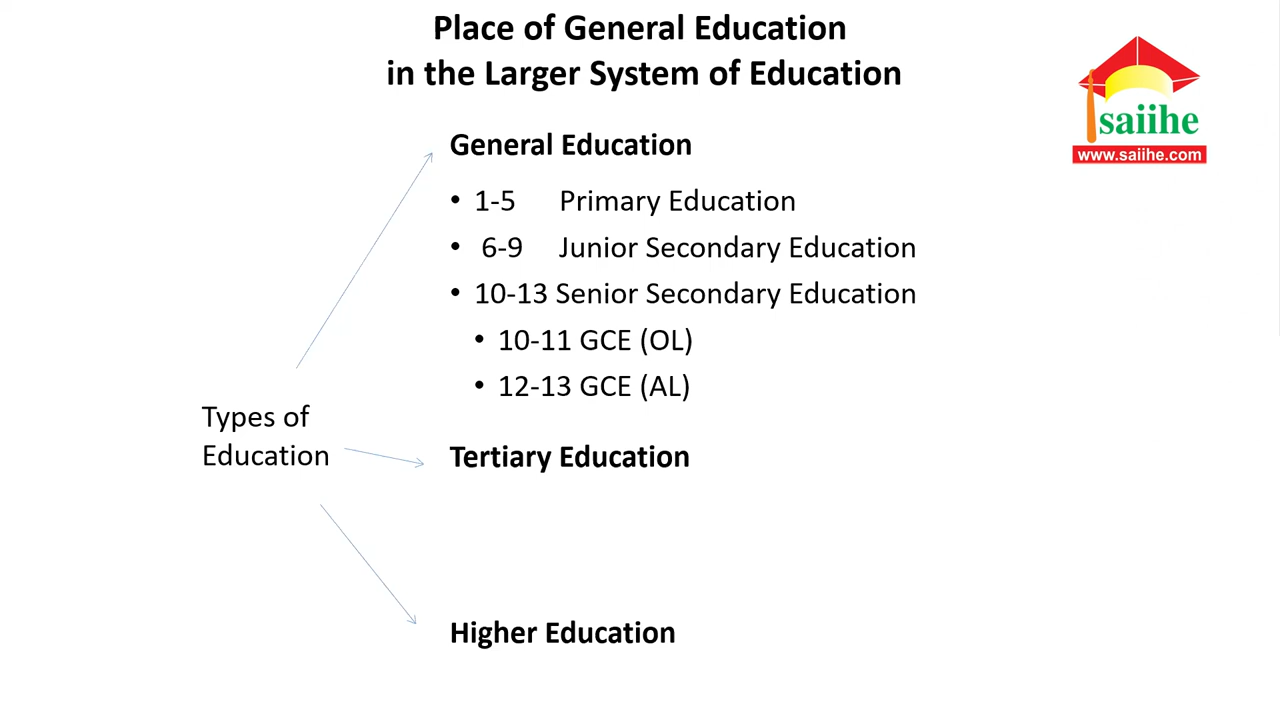 Place of General Education
in the Larger System of Education
saiihe
www.saiihe.com
General Education
• 1-5 Primary Education
• 6-9 Junior Secondary Education
• 10-13 Senior Secondary Education
• 10-11 GCE (OL)
• 12-13 GCE (AL)
Types of
Education
Tertiary Education
Higher Education